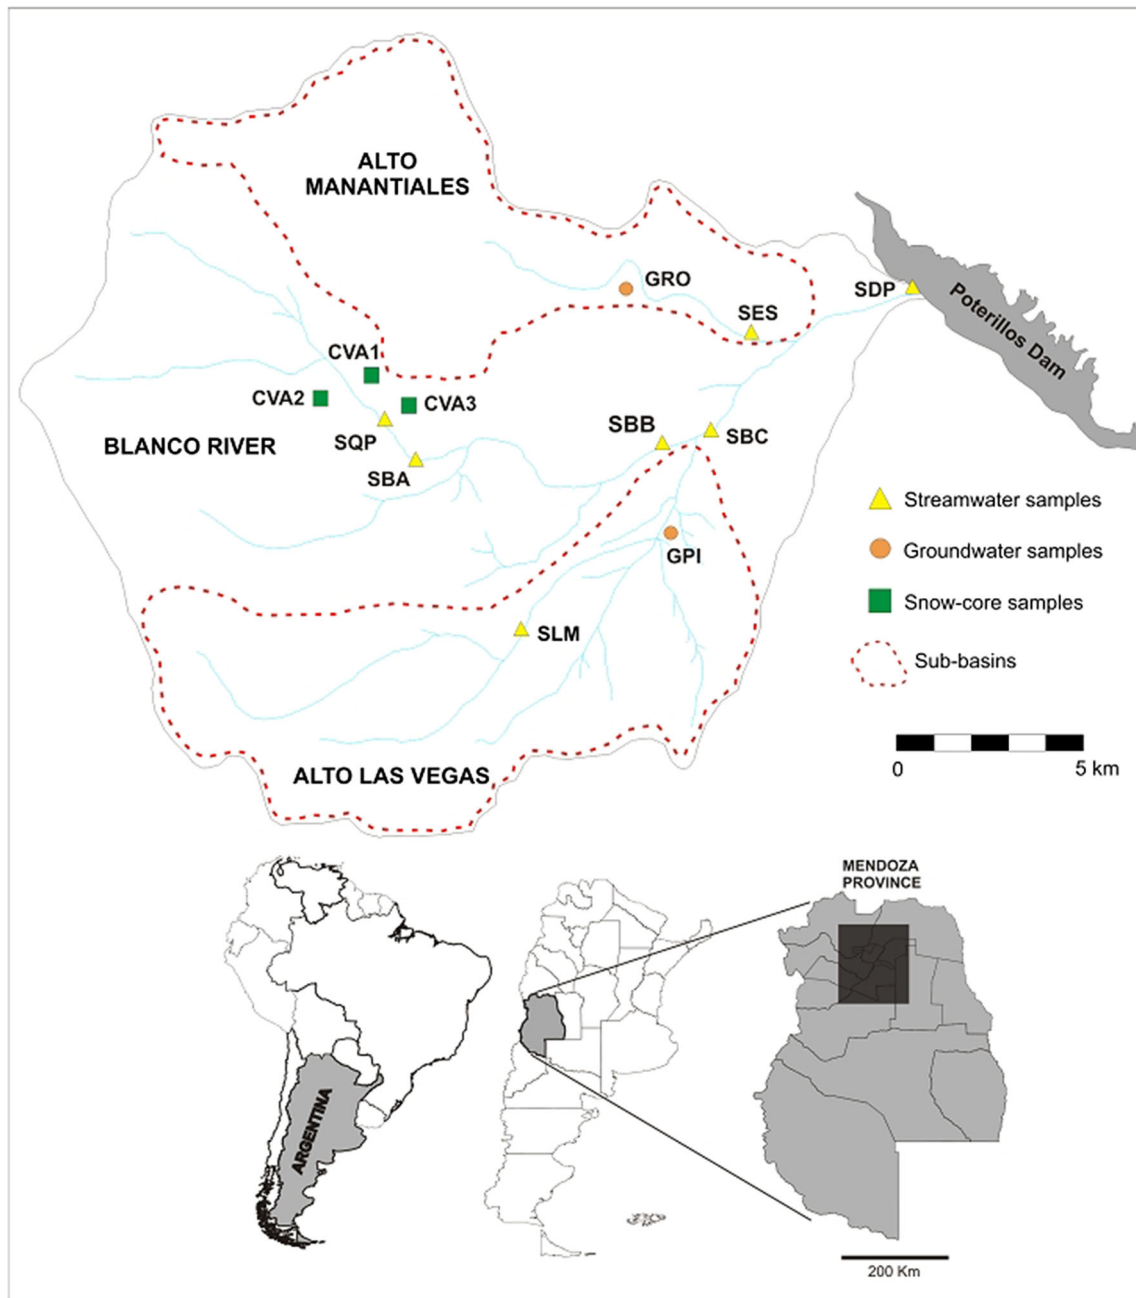 ALTO
MANANTIALES
GRO
SDP
SES
Poterillos Dam
CVA1
CVA2
CVA3
BLANCO RIVER
SQP
SBB
SBC
SBA
Streamwater samples
Groundwater samples
GPI
Snow-core samples
SLM
Sub-basins
ALTO LAS VEGAS
0 5 km
MENDOZA
PROVINCE
ARGENTINA
200 Km